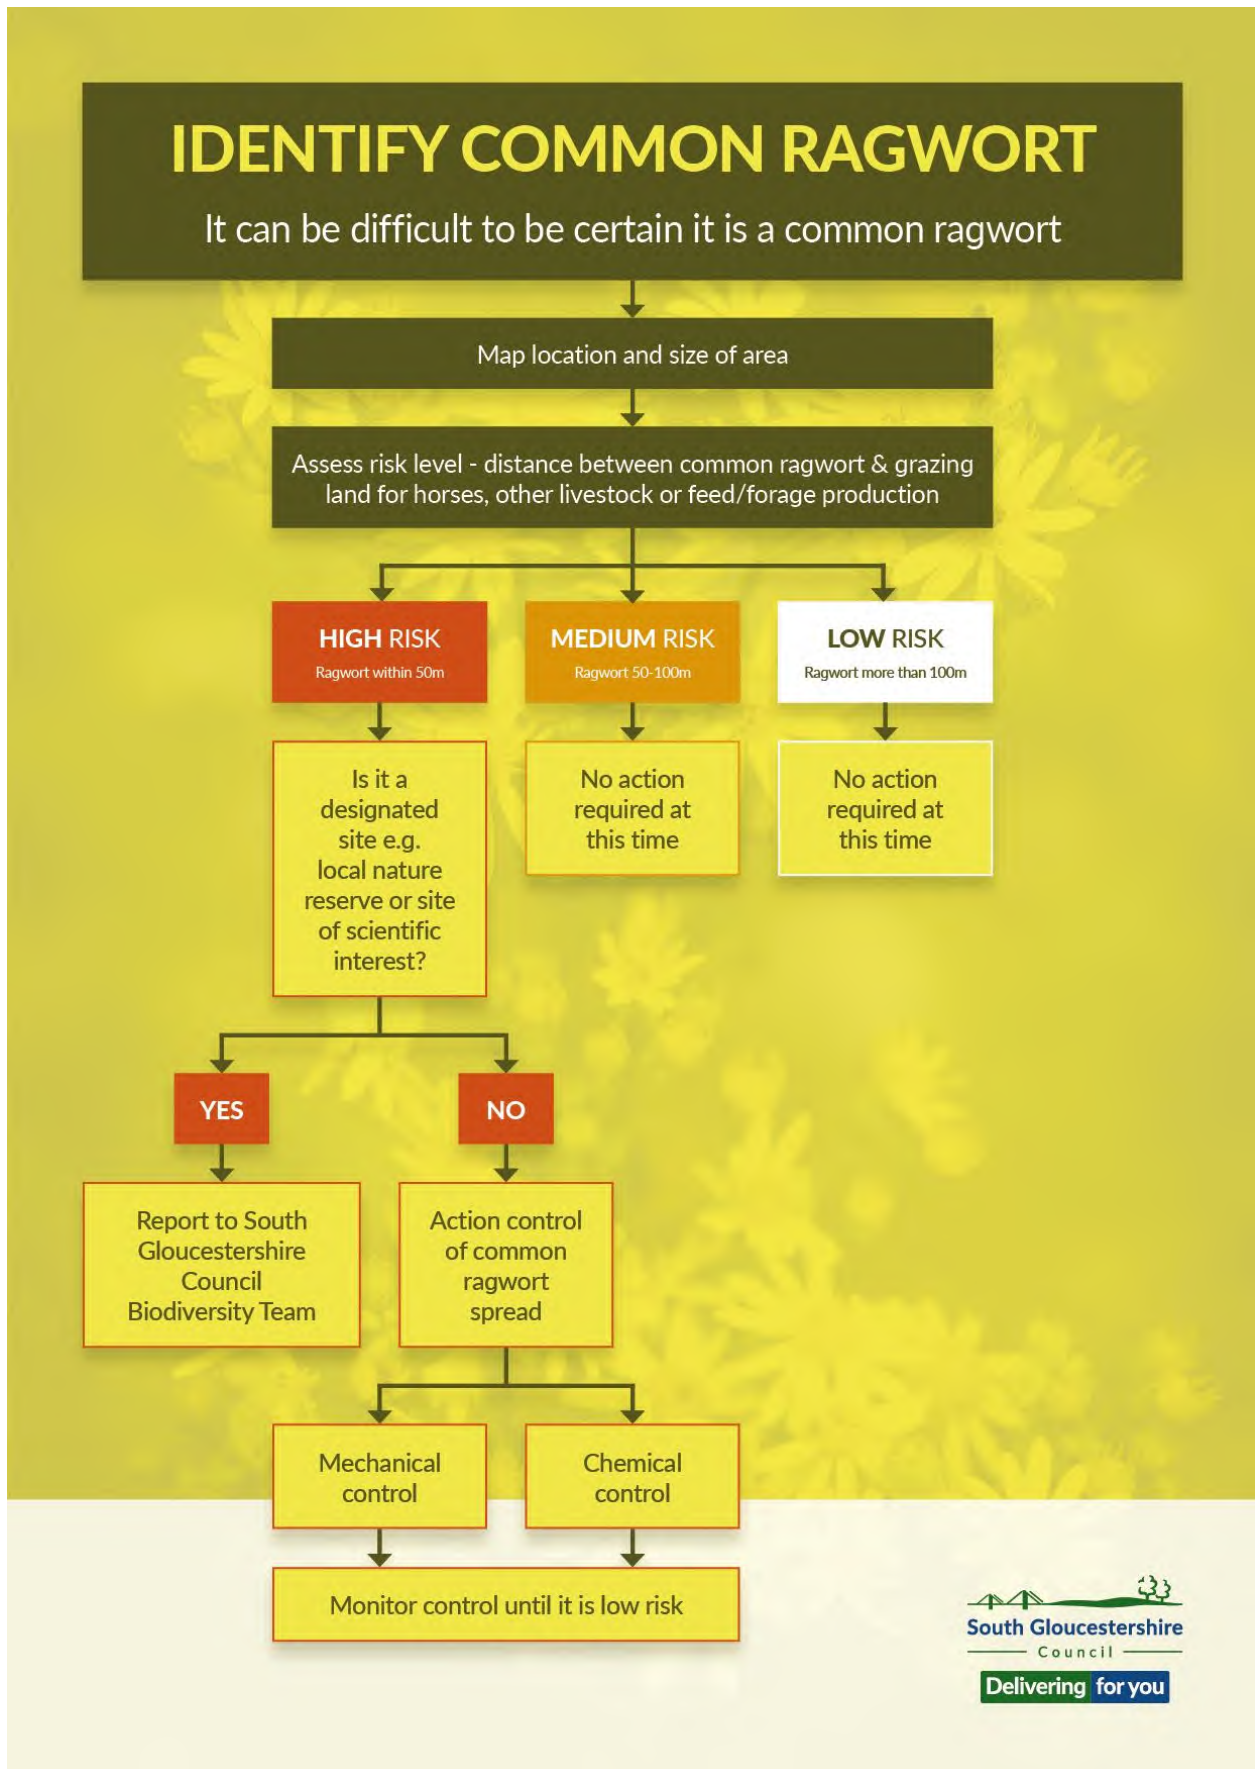 IDENTIFY COMMON RAGWORT
It can be difficult to be certain it is a common ragwort
Map location and size of area
Assess risk level - distance between common ragwort & grazing
land for horses, other livestock or feed/forage production
HIGH RISK
Ragwort within 50m
MEDIUM RISK
Ragwort 50-100m
LOW RISK
Ragwort more than 100m
Is it a
designated
site e.g.
local nature
reserve or site
of scientific
interest?
No action
required at
this time
No action
required at
this time
YES
NO
Report to South
Gloucestershire
Council
Biodiversity Team
Action control
of common
ragwort
spread
Mechanical
control
Chemical
control
Monitor control until it is low risk
South Gloucestershire
Council
Delivering for you